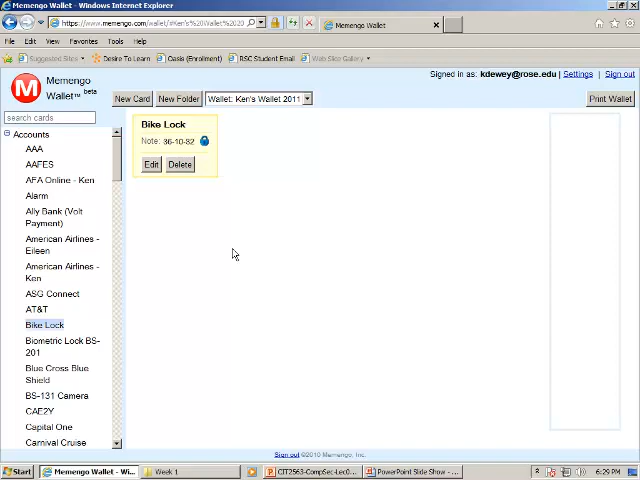 Memengo Wallet - Windows Internet Explorer
https://www.memengo.com/wallet/#Ken's%20Wallet%2020
Memengo Wallet
File Edit View Favorites Tools Help
Suggested Sites Desire To Learn Oasis (Enrollment) RSC Student Email Web Slice Gallery
Signed in as: kdewey@rose.edu | Settings | Sign out
Memengo
Wallet™ beta
New Card New Folder Wallet: Ken's Wallet 2011 Print Wallet
search cards
Accounts
AAA
AAFES
AFA Online - Ken
Alarm
Ally Bank (Volt
Payment)
American Airlines -
Eileen
American Airlines -
Ken
ASG Connect
AT&T
Bike Lock
Biometric Lock BS-
201
Blue Cross Blue
Shield
BS-131 Camera
CAE2Y
Capital One
Carnival Cruise
Bike Lock
Note: 36-10-32
Edit Delete
Sign out ©2010 Memengo, Inc.
Start Memengo Wallet - Wi... Week 1 CIT2563-CompSec-Lec0... PowerPoint Slide Show - ... 6:29 PM